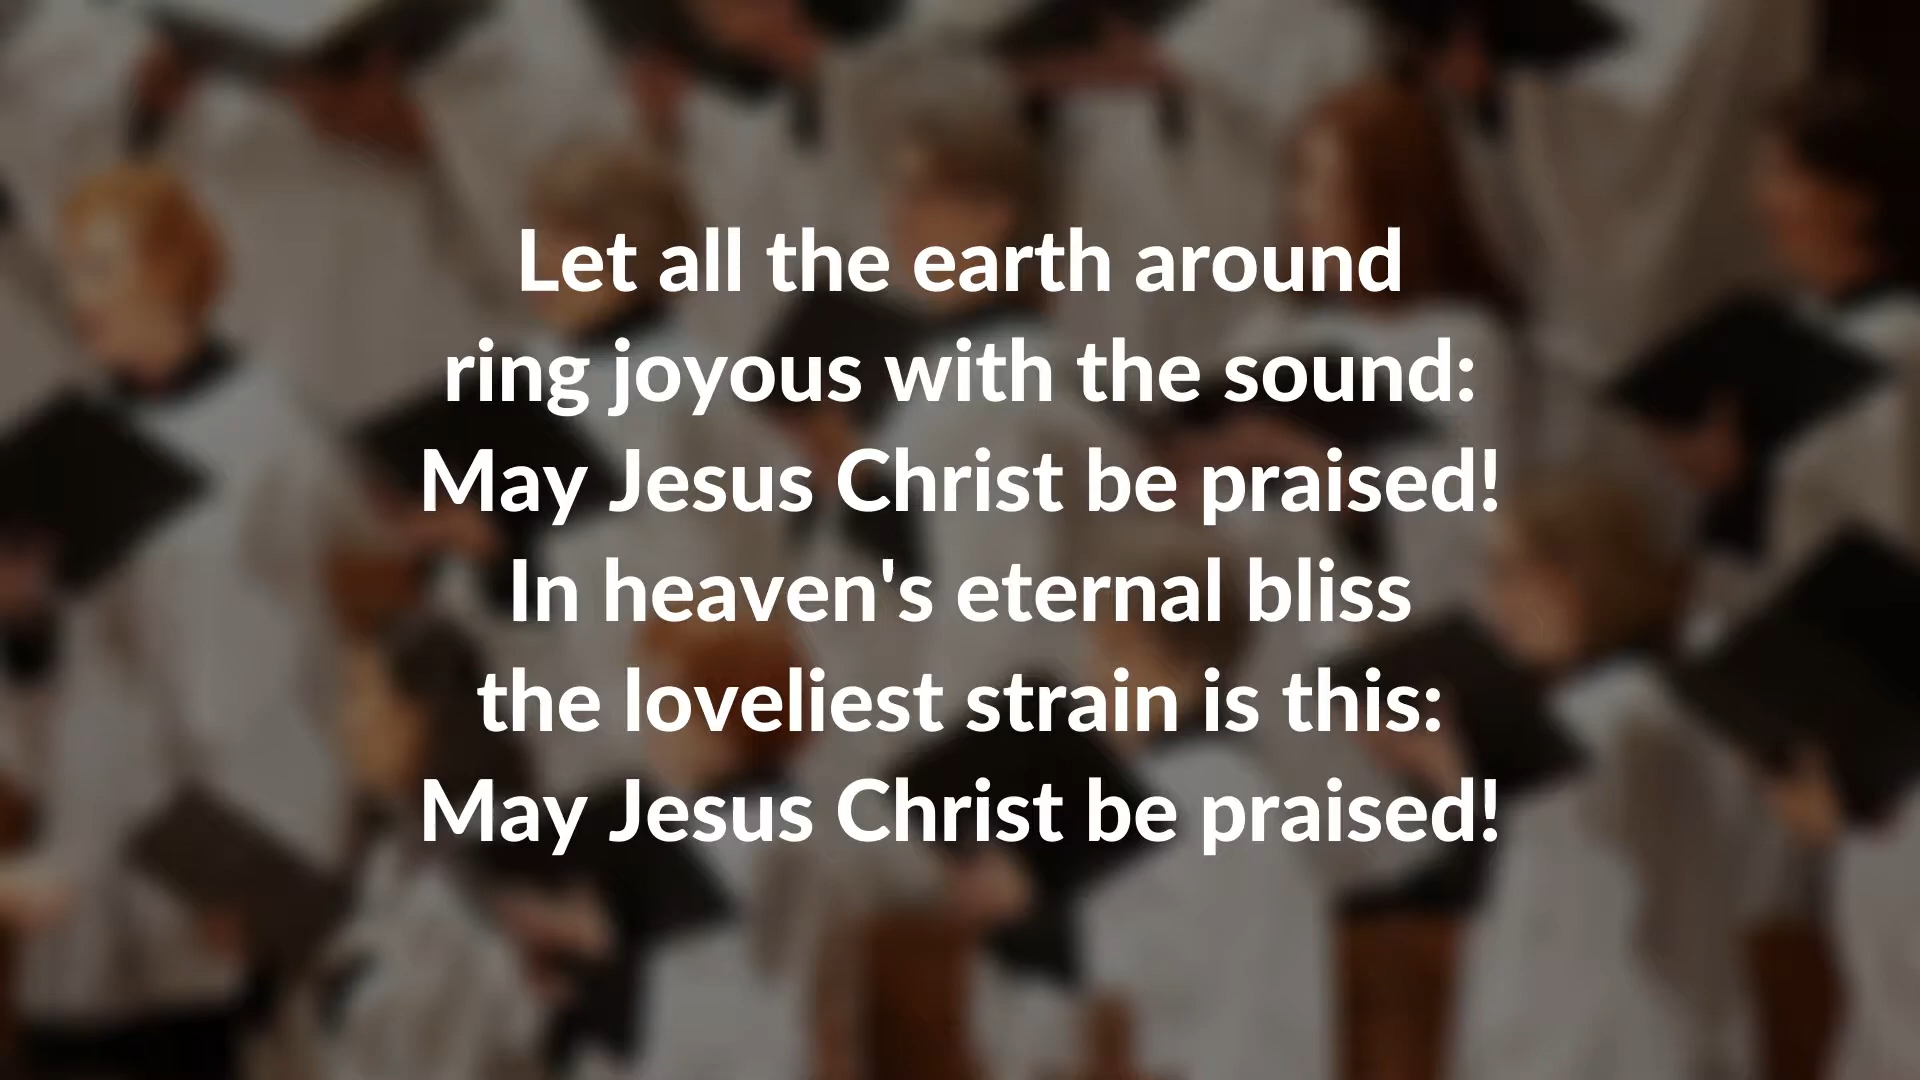 Let all the earth around
ring joyous with the sound:
May Jesus Christ be praised!
In heaven's eternal bliss
the loveliest strain is this:
May Jesus Christ be praised!